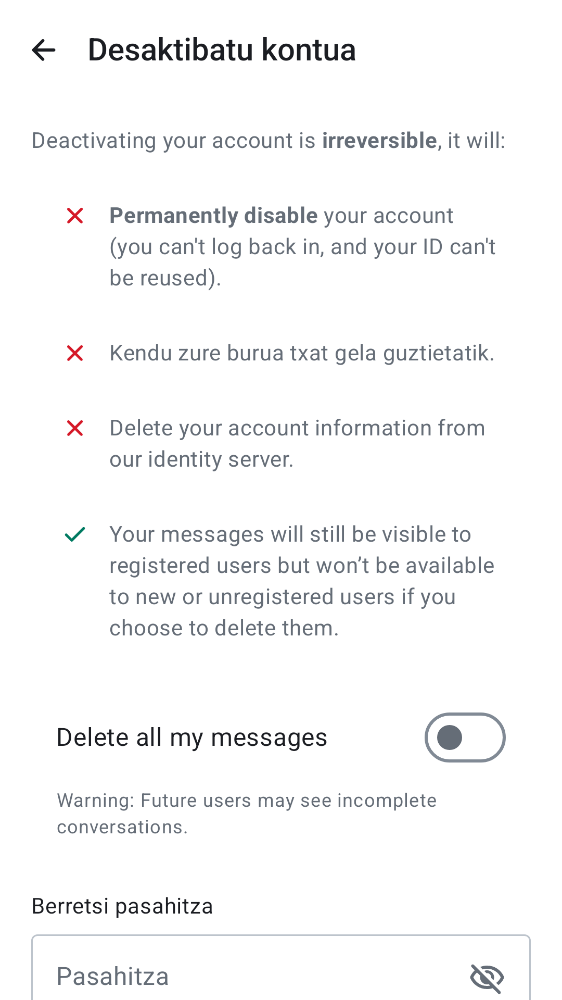 Desaktibatu kontua
Deactivating your account is irreversible, it will:
Permanently disable your account
(you can't log back in, and your ID can't
be reused).
Kendu zure burua txat gela guztietatik.
Delete your account information from
our identity server.
Your messages will still be visible to
registered users but won’t be available
to new or unregistered users if you
choose to delete them.
Delete all my messages
Warning: Future users may see incomplete
conversations.
Berretsi pasahitza
Pasahitza